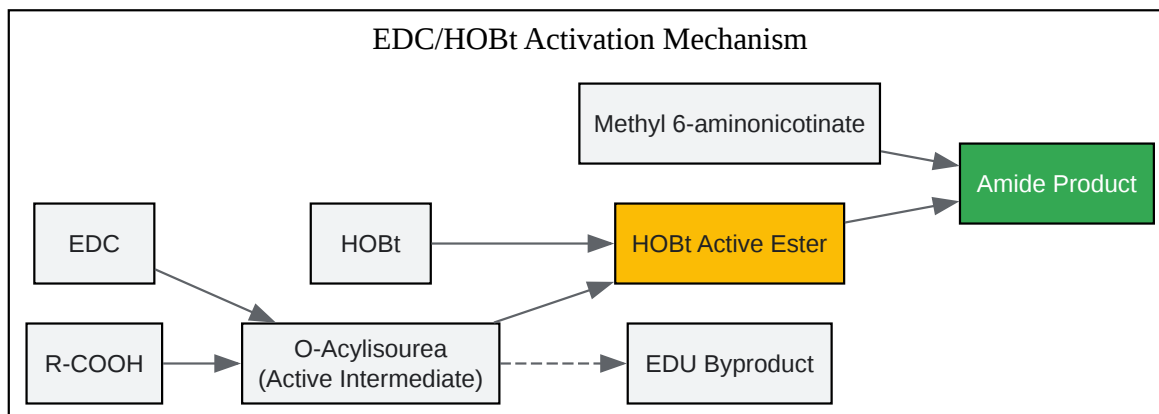 EDC/HOBt Activation Mechanism
Methyl 6-aminonicotinate
Amide Product
EDC
HOBt
HOBt Active Ester
R-COOH
O-Acylisourea
(Active Intermediate)
EDU Byproduct